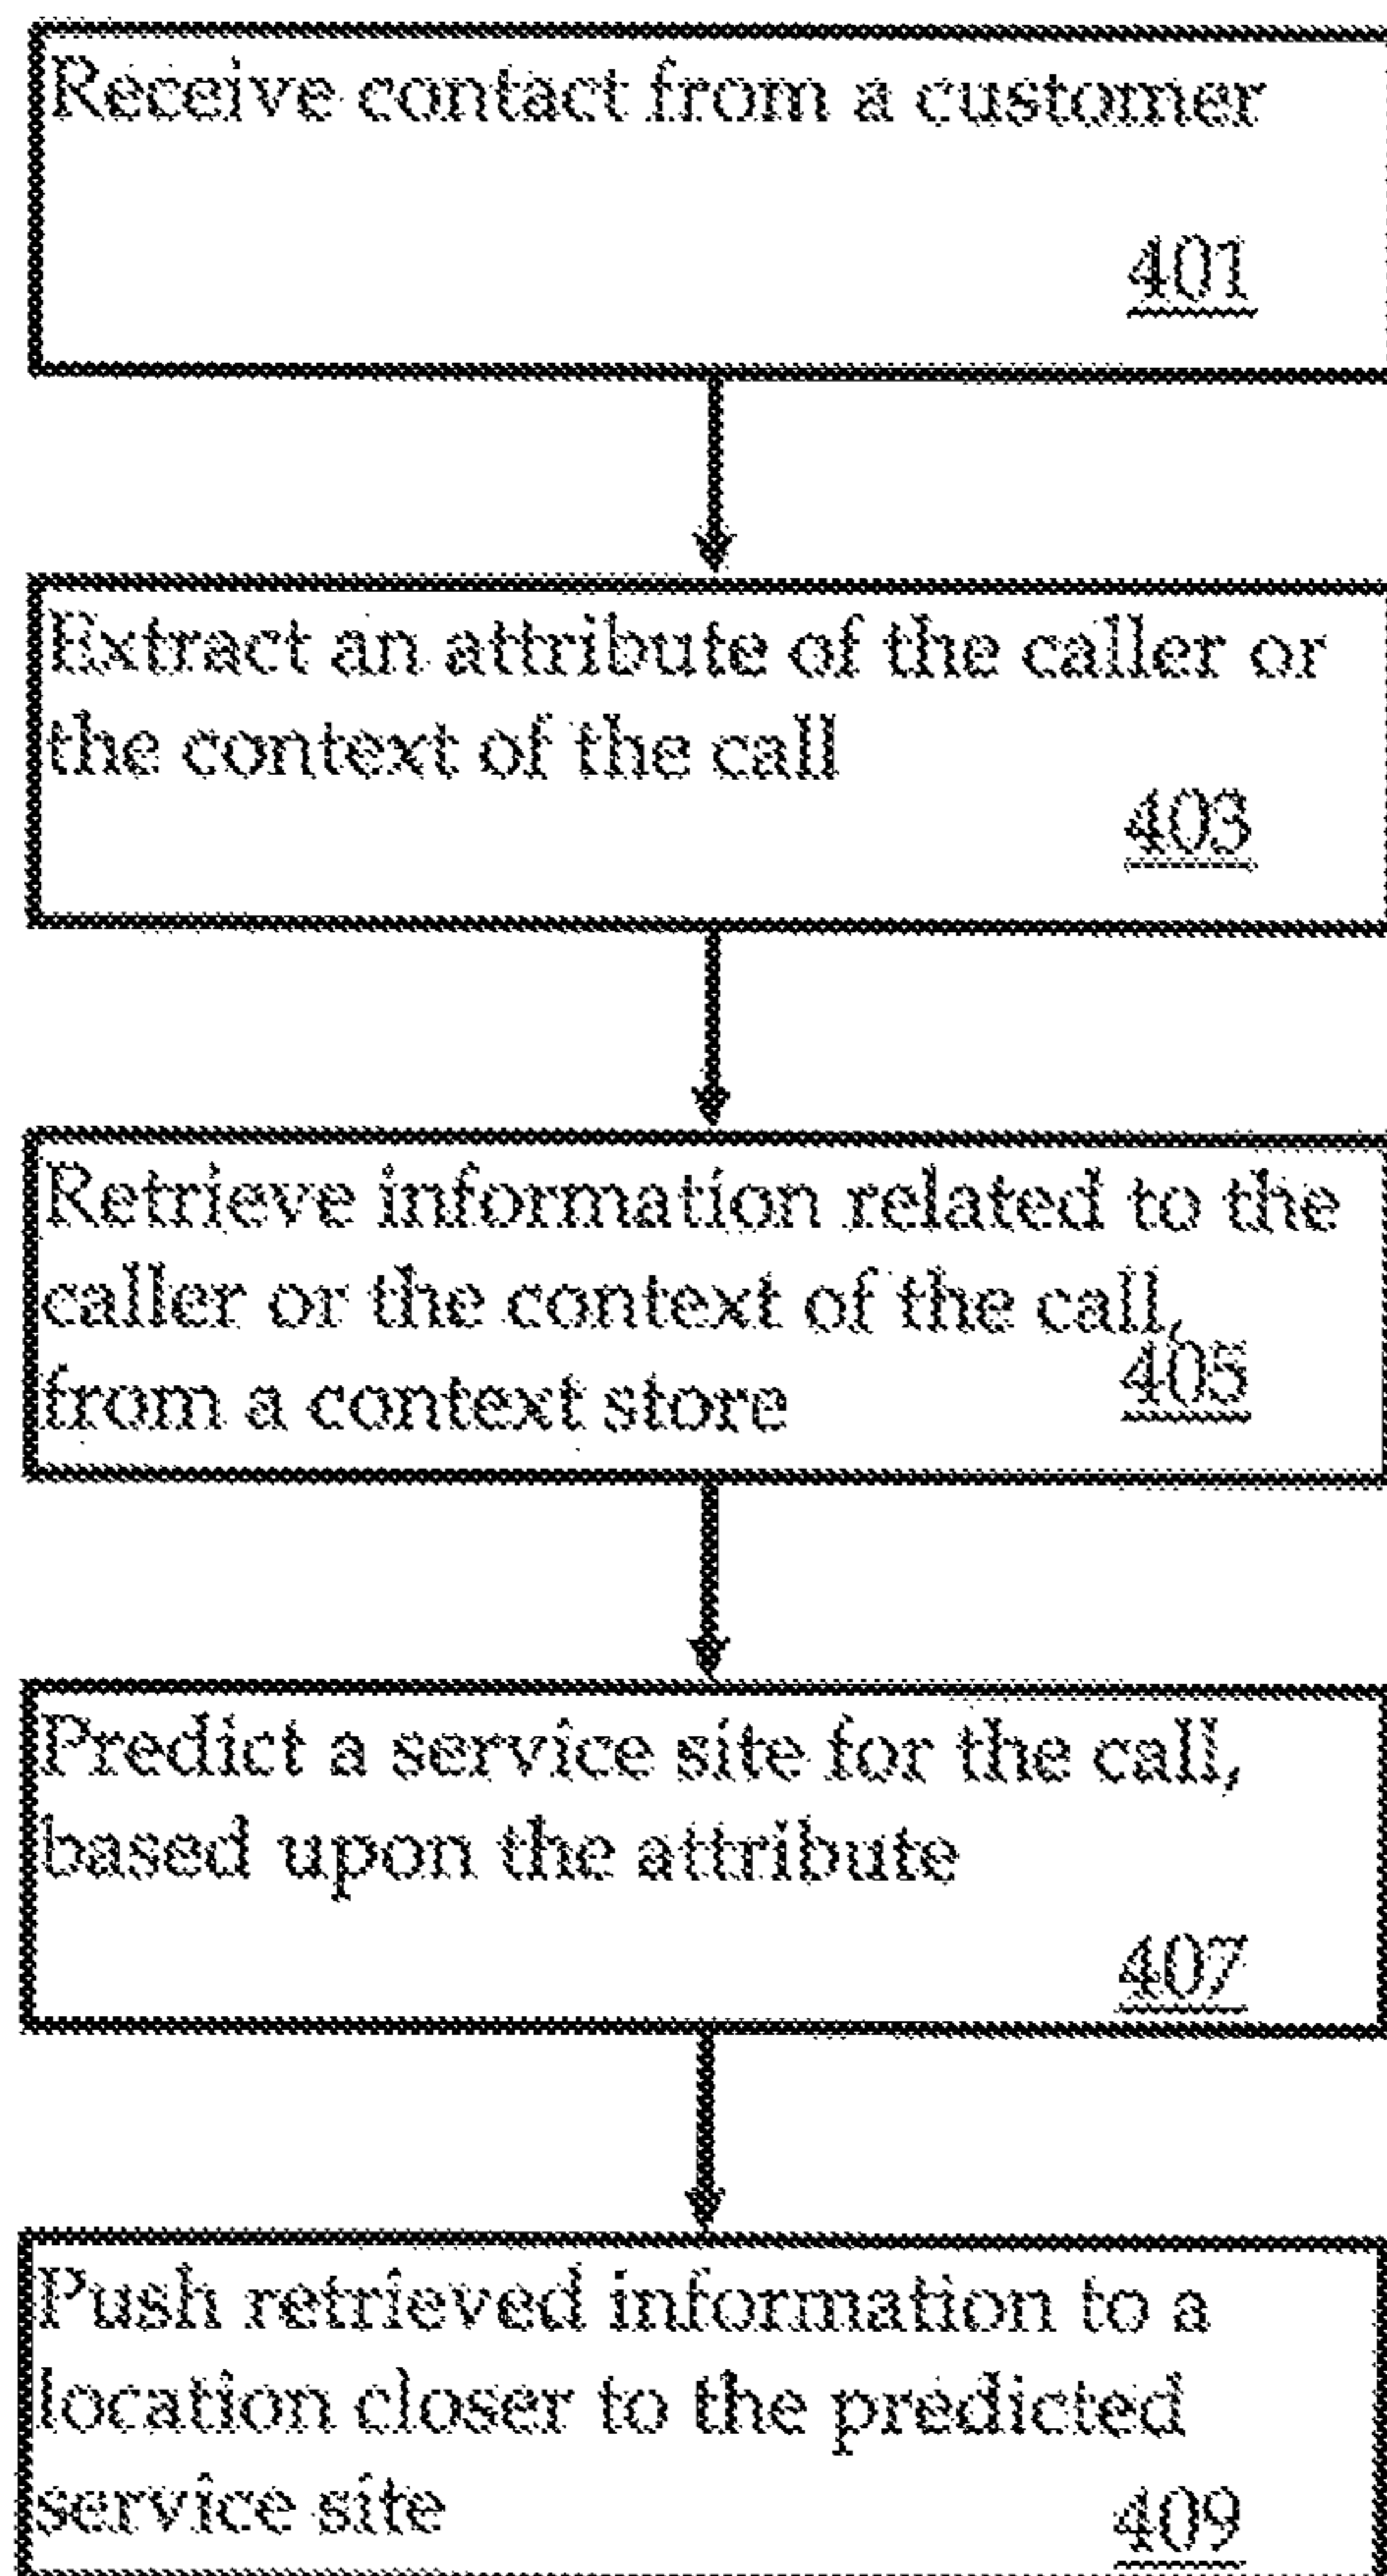 Receive contact from a customer
401
Extract an attribute of the caller or
the context of the call
403
Retrieve information related to the
caller or the context of the call,
from a context store
405
Predict a service site for the call,
based upon the attribute
407
Push retrieved information to a
location closer to the predicted
service site
409